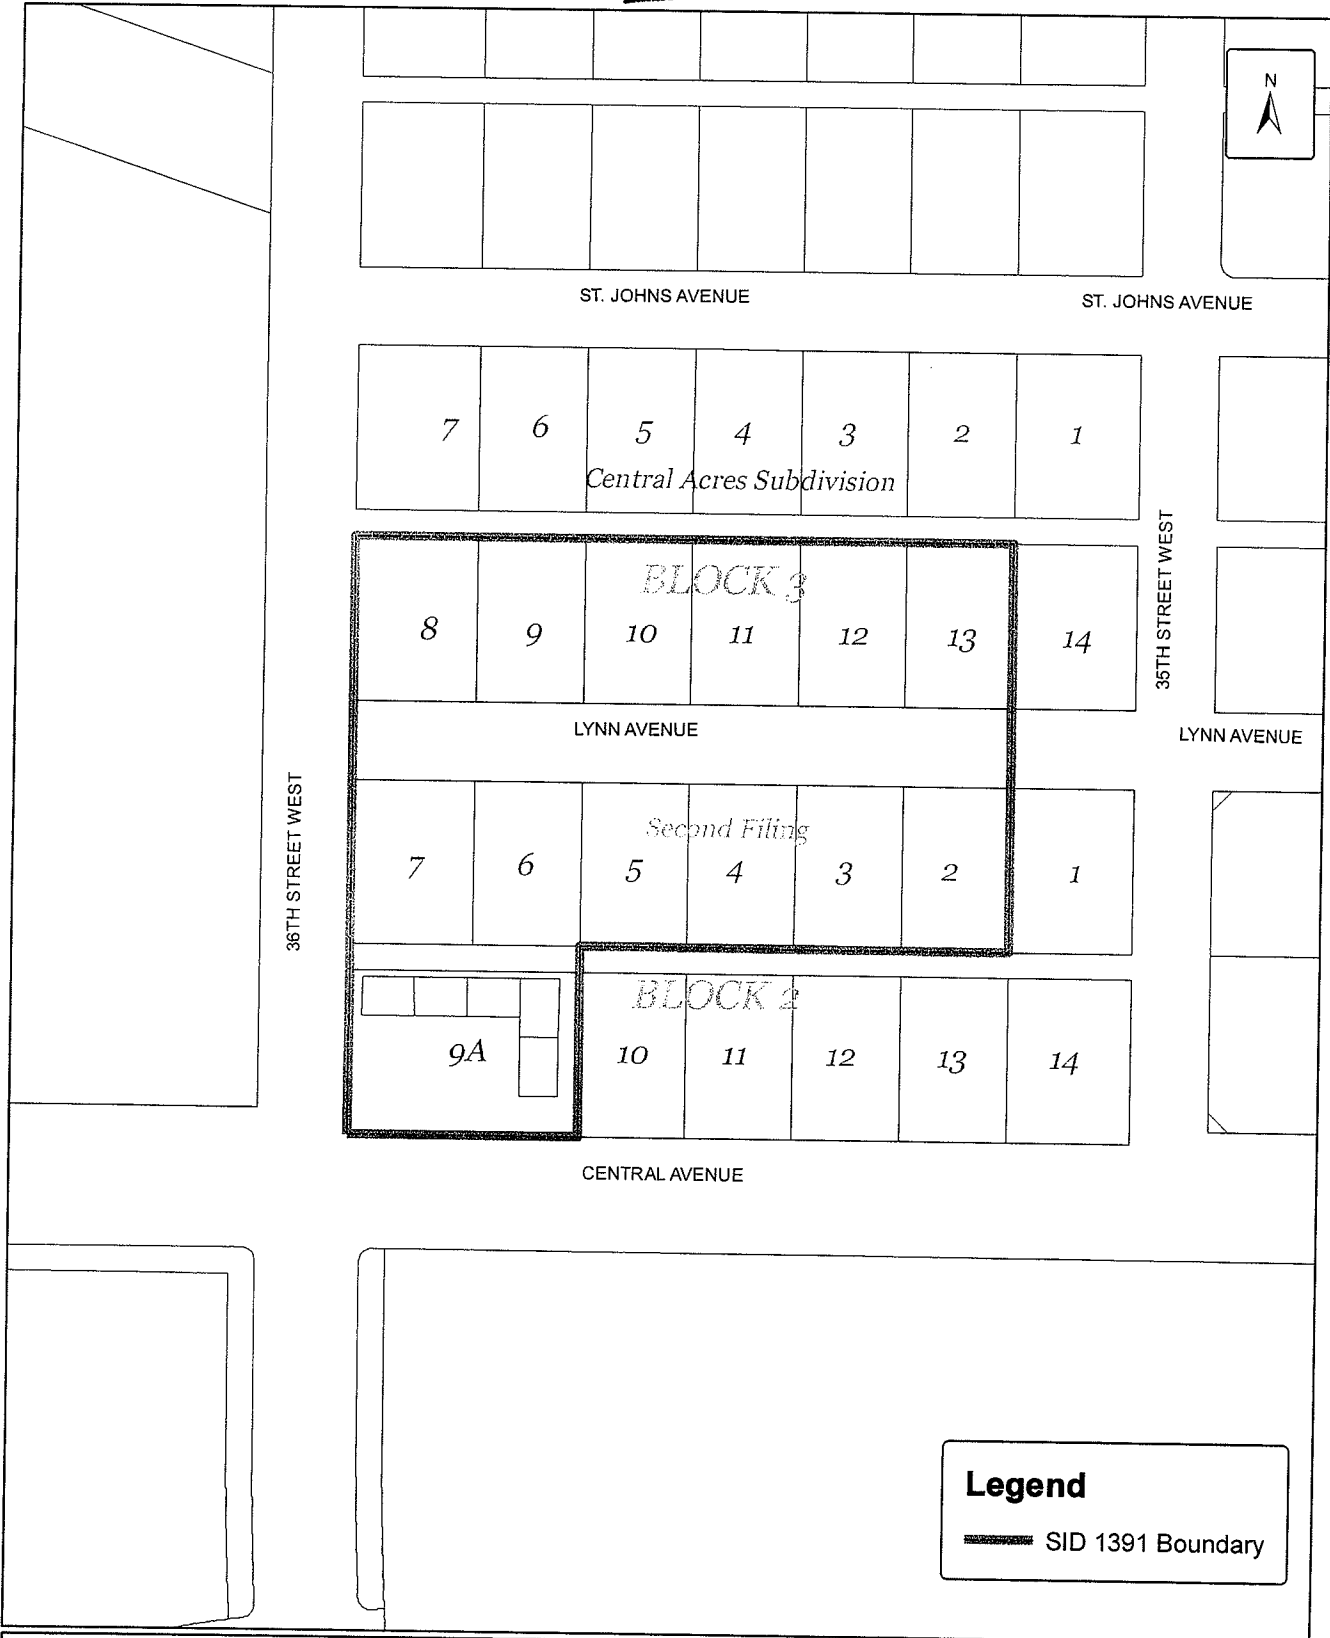 N
ST. JOHNS AVENUE
ST. JOHNS AVENUE
7 6 5 4 3 2 1
Central Acres Subdivision
35TH STREET WEST
BLOCK 3
8 9 10 11 12 13 14
LYNN AVENUE
LYNN AVENUE
36TH STREET WEST
Second Filing
7 6 5 4 3 2 1
BLOCK 2
9A 10 11 12 13 14
CENTRAL AVENUE
Legend
SID 1391 Boundary